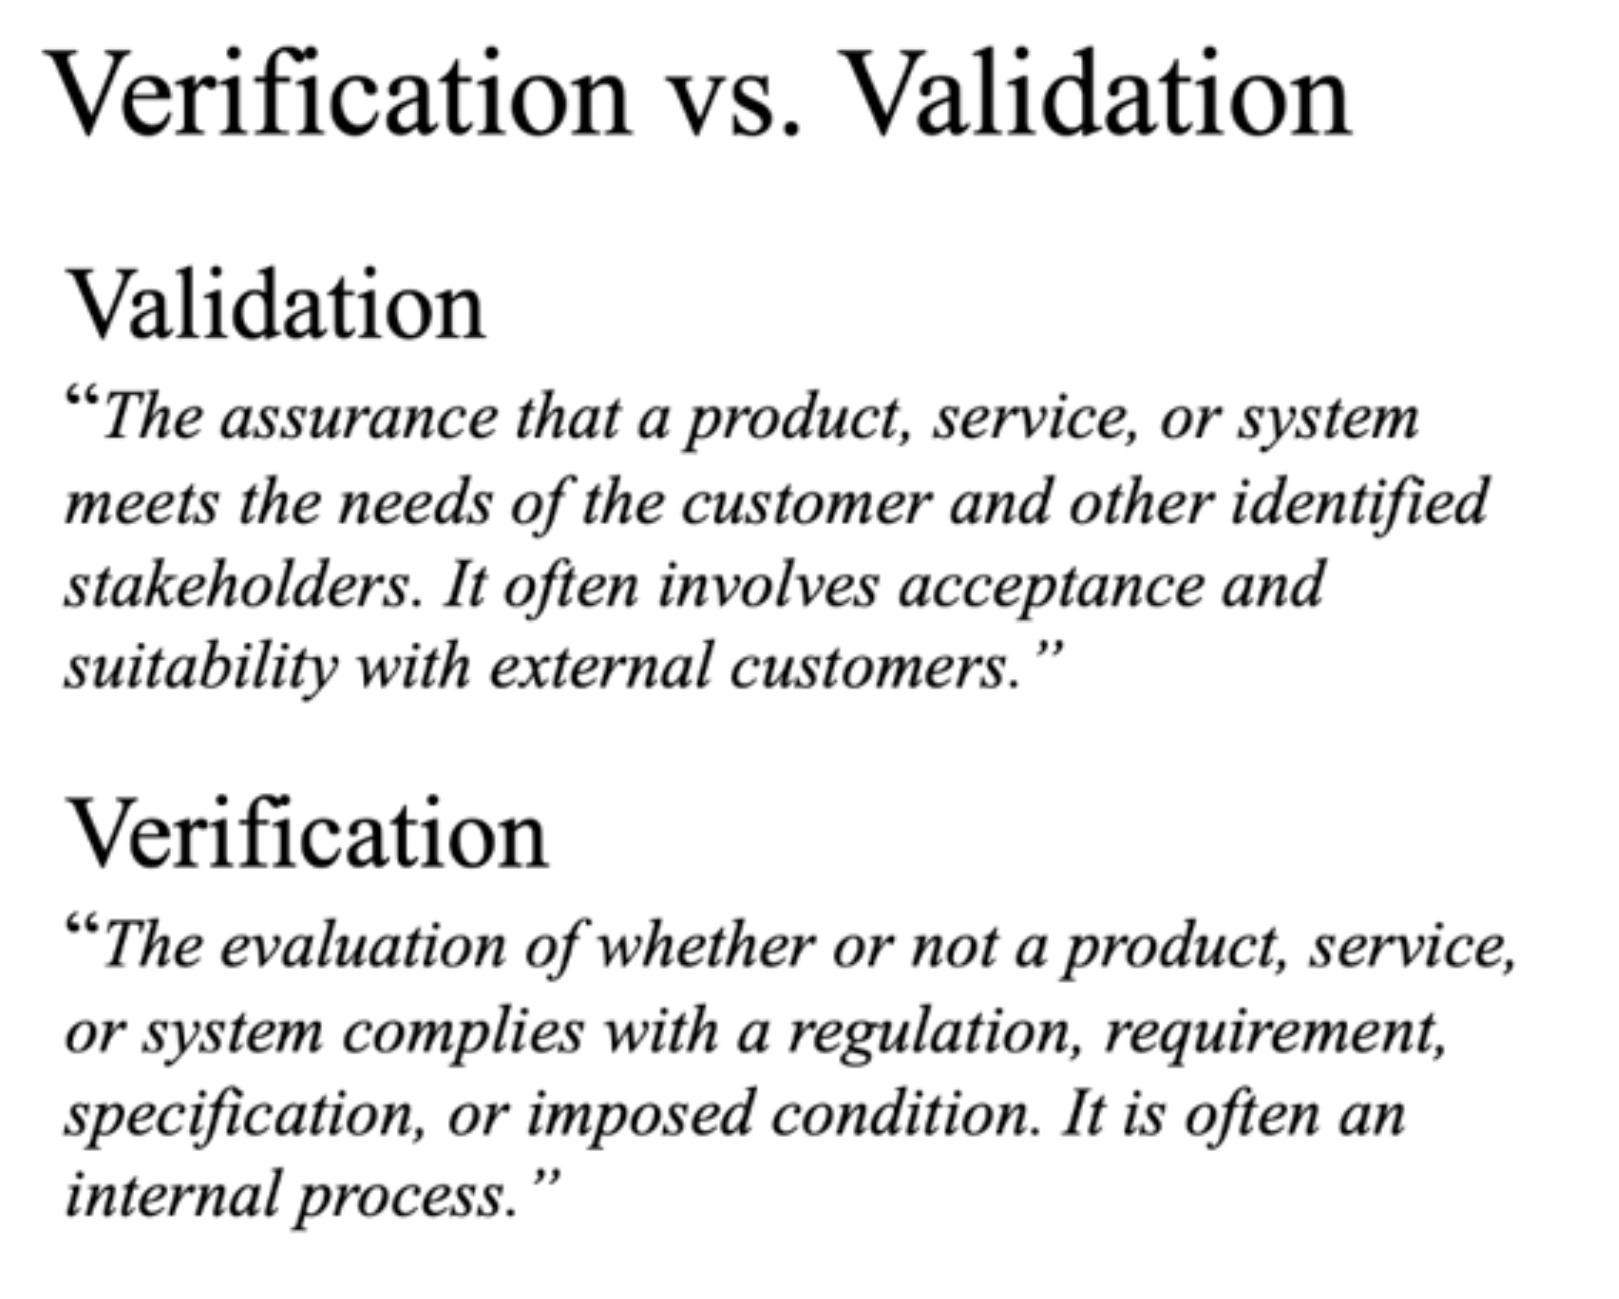 Verification vs. Validation
Validation
“The assurance that a product, service, or system
meets the needs of the customer and other identified
stakeholders. It often involves acceptance and
suitability with external customers.”
Verification
“The evaluation of whether or not a product, service,
or system complies with a regulation, requirement,
specification, or imposed condition. It is often an
internal process.”